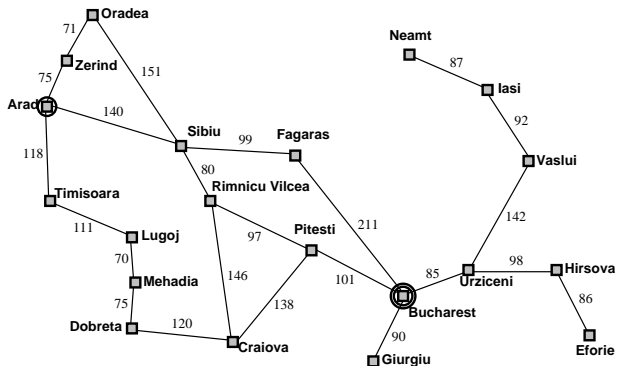 Oradea
71
Neamt
87
Zerind
151
75
Iasi
Arad
140
92
Sibiu
Fagaras
99
118
Vaslui
80
Timisoara
Rimnicu Vilcea
111
211
142
Lugoj
Pitesti
97
70
98
Hirsova
146
101
85
Mehadia
Urziceni
138
86
75
Bucharest
120
Dobreta
90
Craiova
Eforie
Giurgiu